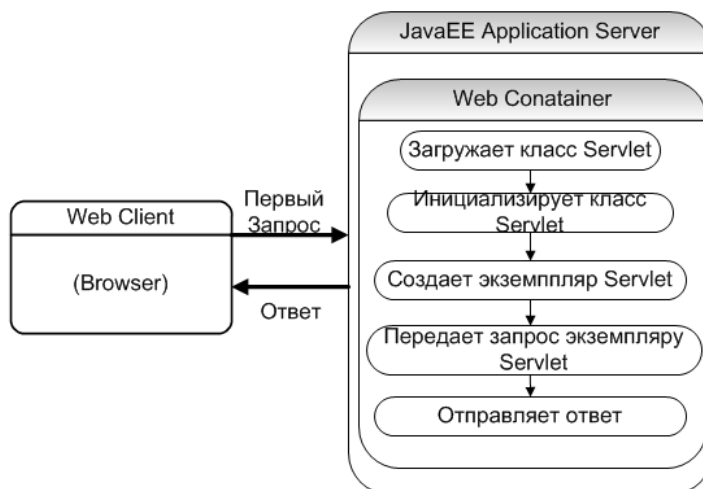 JavaEE Application Server
Web Conatainer
Загружает класс Servlet
Инициализирует класс
Servlet
Создает экземппляр Servlet
Передает запрос экземпляру
Servlet
Отправляет ответ
Web Client
(Browser)
Первый
Запрос
Ответ